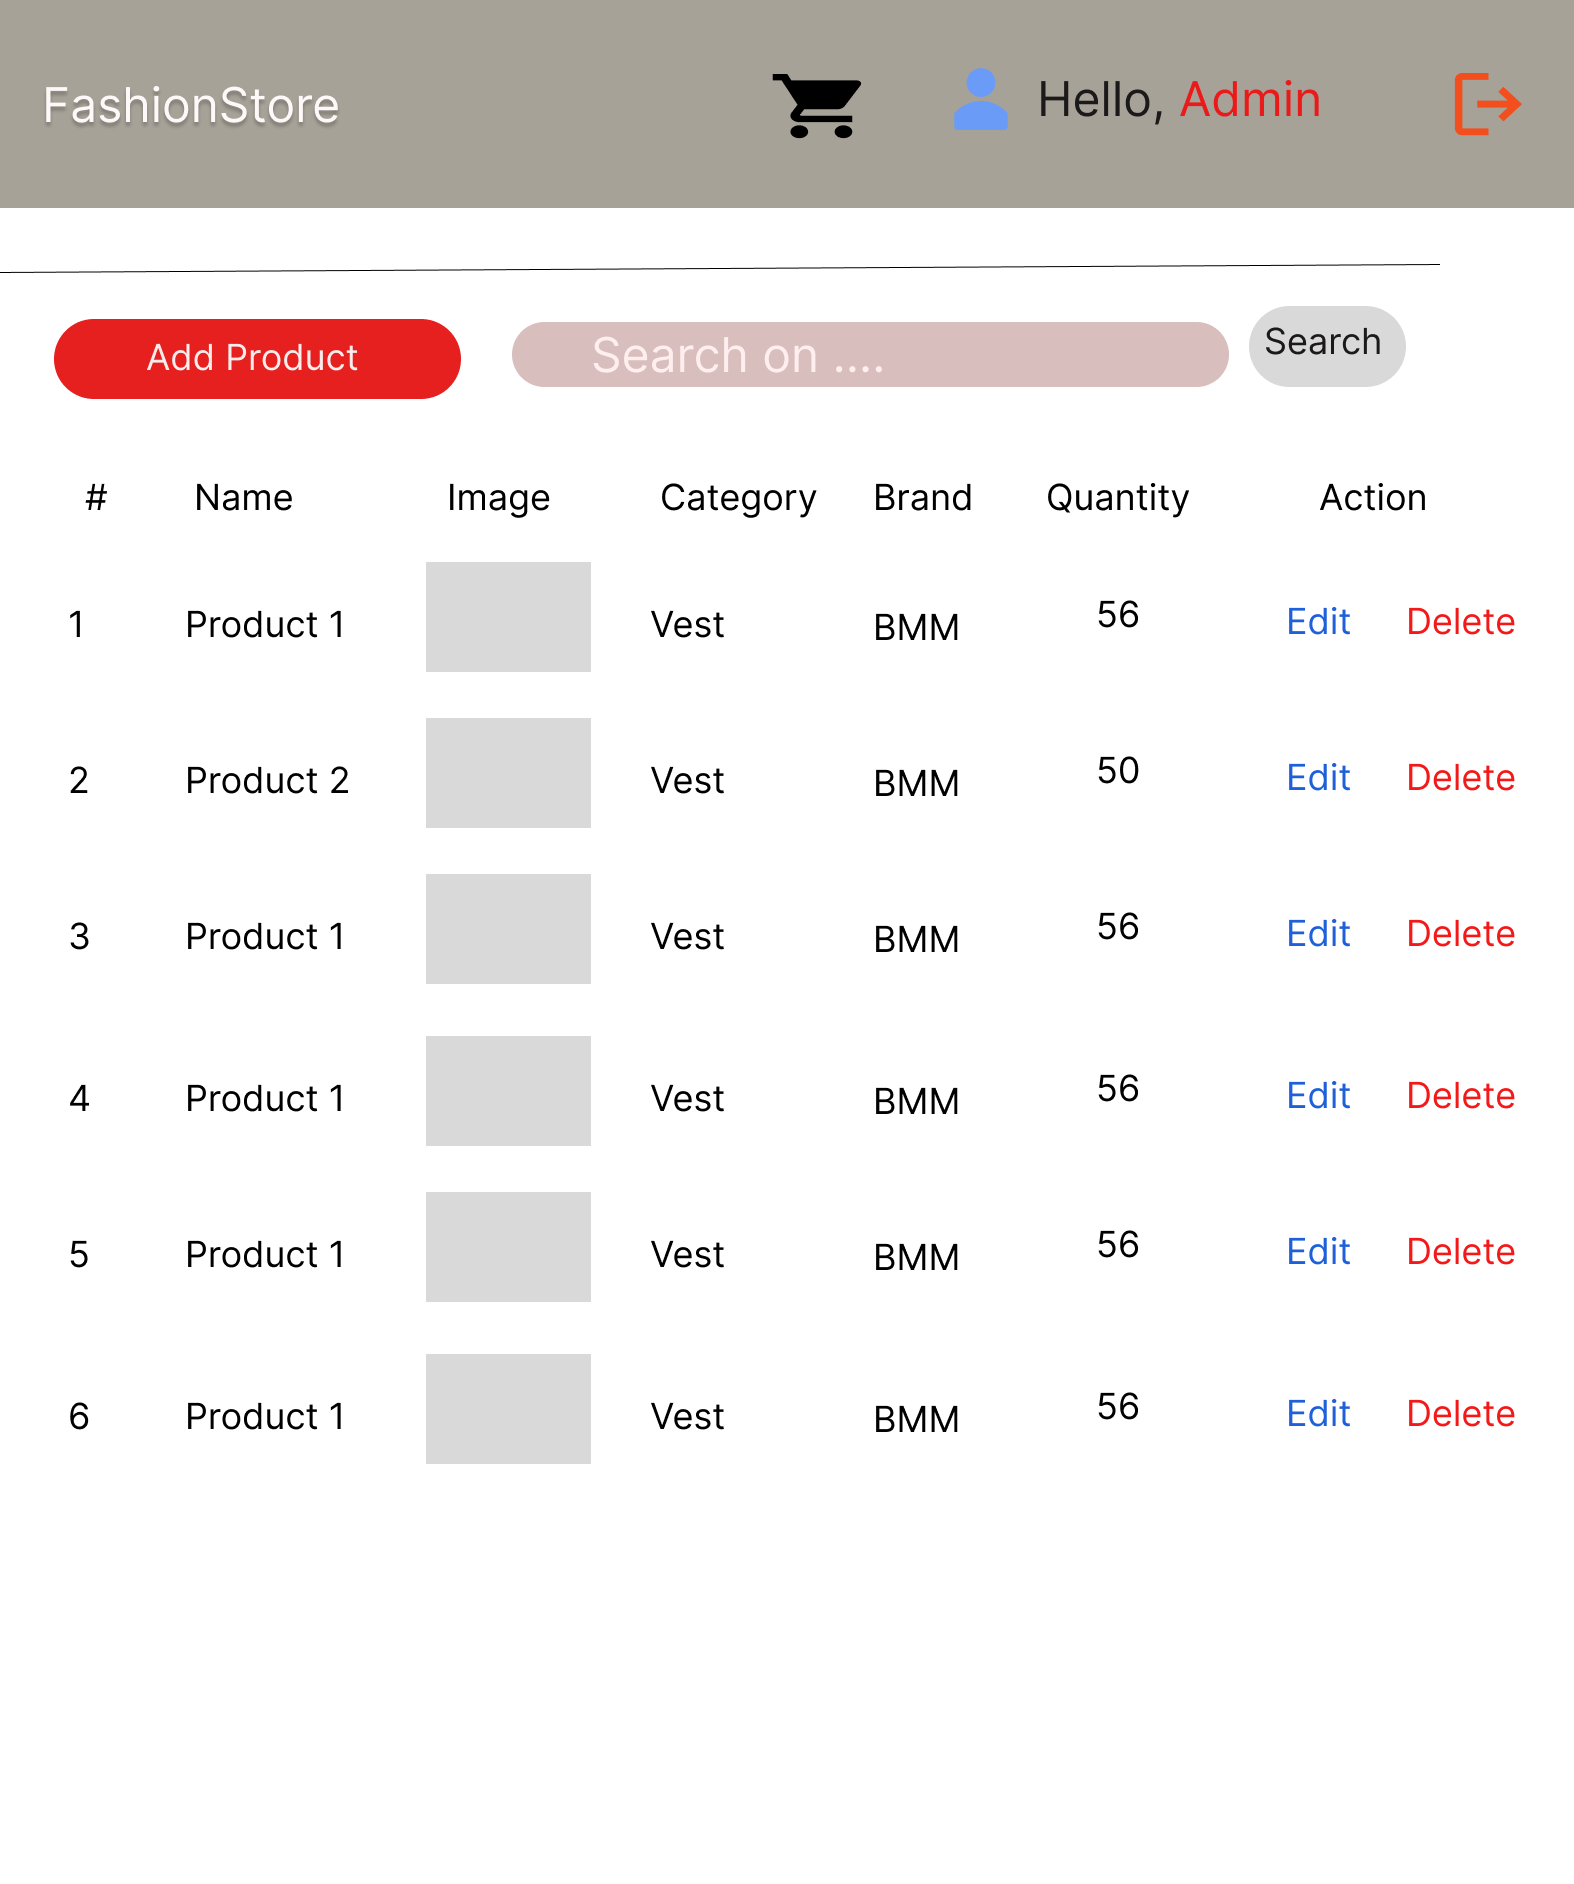 FashionStore Hello, Admin
Add Product Search on .... Search
# Name Image Category Brand Quantity Action
1 Product 1 Vest BMM 56 Edit Delete
2 Product 2 Vest BMM 50 Edit Delete
3 Product 1 Vest BMM 56 Edit Delete
4 Product 1 Vest BMM 56 Edit Delete
5 Product 1 Vest BMM 56 Edit Delete
6 Product 1 Vest BMM 56 Edit Delete